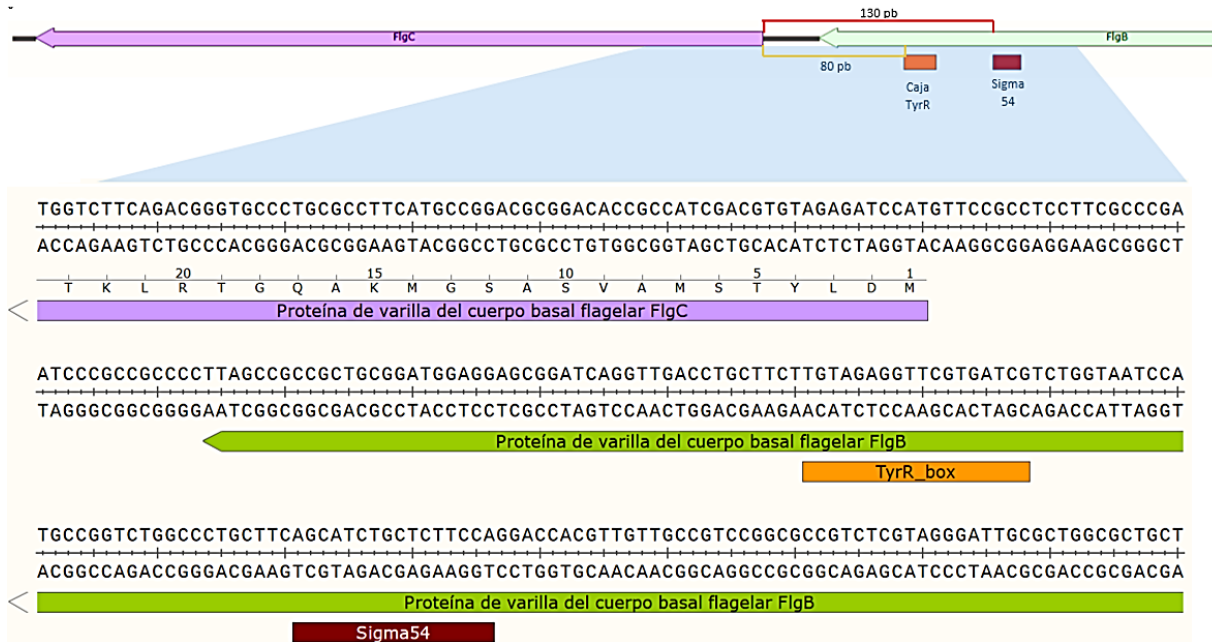 130 pb
FlgC
FlgB
80 pb
Caja
TyrR
Sigma
54
TGGTCTTCAGACGGGTGCCCTGCGCCTTCATGCCGGACGCGGACACCGCCATCGACGTGTAGAGATCCATGTTCCGCCTCCTTCGCCCGA
ACCAGAAGTCTGCCCACGGGACGCGGAAGTACGGCCTGCGCCTGTGGCGGTAGCTGCACATCTCTAGGTACAAGGCGGAGGAAGCGGGCT
20 15 10 5 1
T K L R T G Q A K M G S A S V A M S T Y L D M
Proteína de varilla del cuerpo basal flagelar FlgC
ATCCCGCCGCCCCTTAGCCGCCGCTGCGGATGGAGGAGCGGATCAGGTTGACCTGCTTCTTGTAGAGGTTCGTGATCGTCTGGTAATCCA
TAGGGCGGCGGGGAATCGGCGGCGACGCCTACCTCCTCGCCTAGTCCAACTGGACGAAGAACATCTCCAAGCACTAGCAGACCATTAGGT
Proteína de varilla del cuerpo basal flagelar FlgB
TyrR_box
TGCCGGTCTGGCCCTGCTTCAGCATCTGCTCTTCCAGGACCACGTTGTTGCCGTCCGGCGCCGTCTCGTAGGGATTGCGCTGGCGCTGCT
ACGGCCAGACCGGGACGAAGTCGTAGACGAGAAGGTCCTGGTGCAACAACGGCAGGCCGCGGCAGAGCATCCCTAACGCGACCGCGACGA
Proteína de varilla del cuerpo basal flagelar FlgB
Sigma54